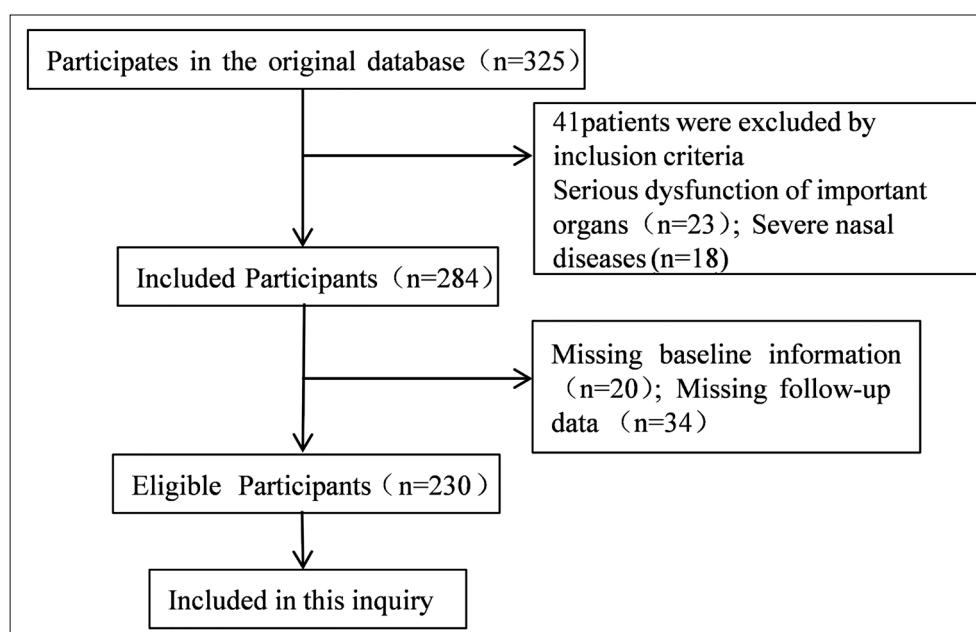 Participates in the original database（n=325）
41patients were excluded by
inclusion criteria
Serious dysfunction of important
organs（n=23）; Severe nasal
diseases(n=18)
Included Participants（n=284）
Missing baseline information
（n=20）; Missing follow-up
data（n=34）
Eligible Participants（n=230）
Included in this inquiry